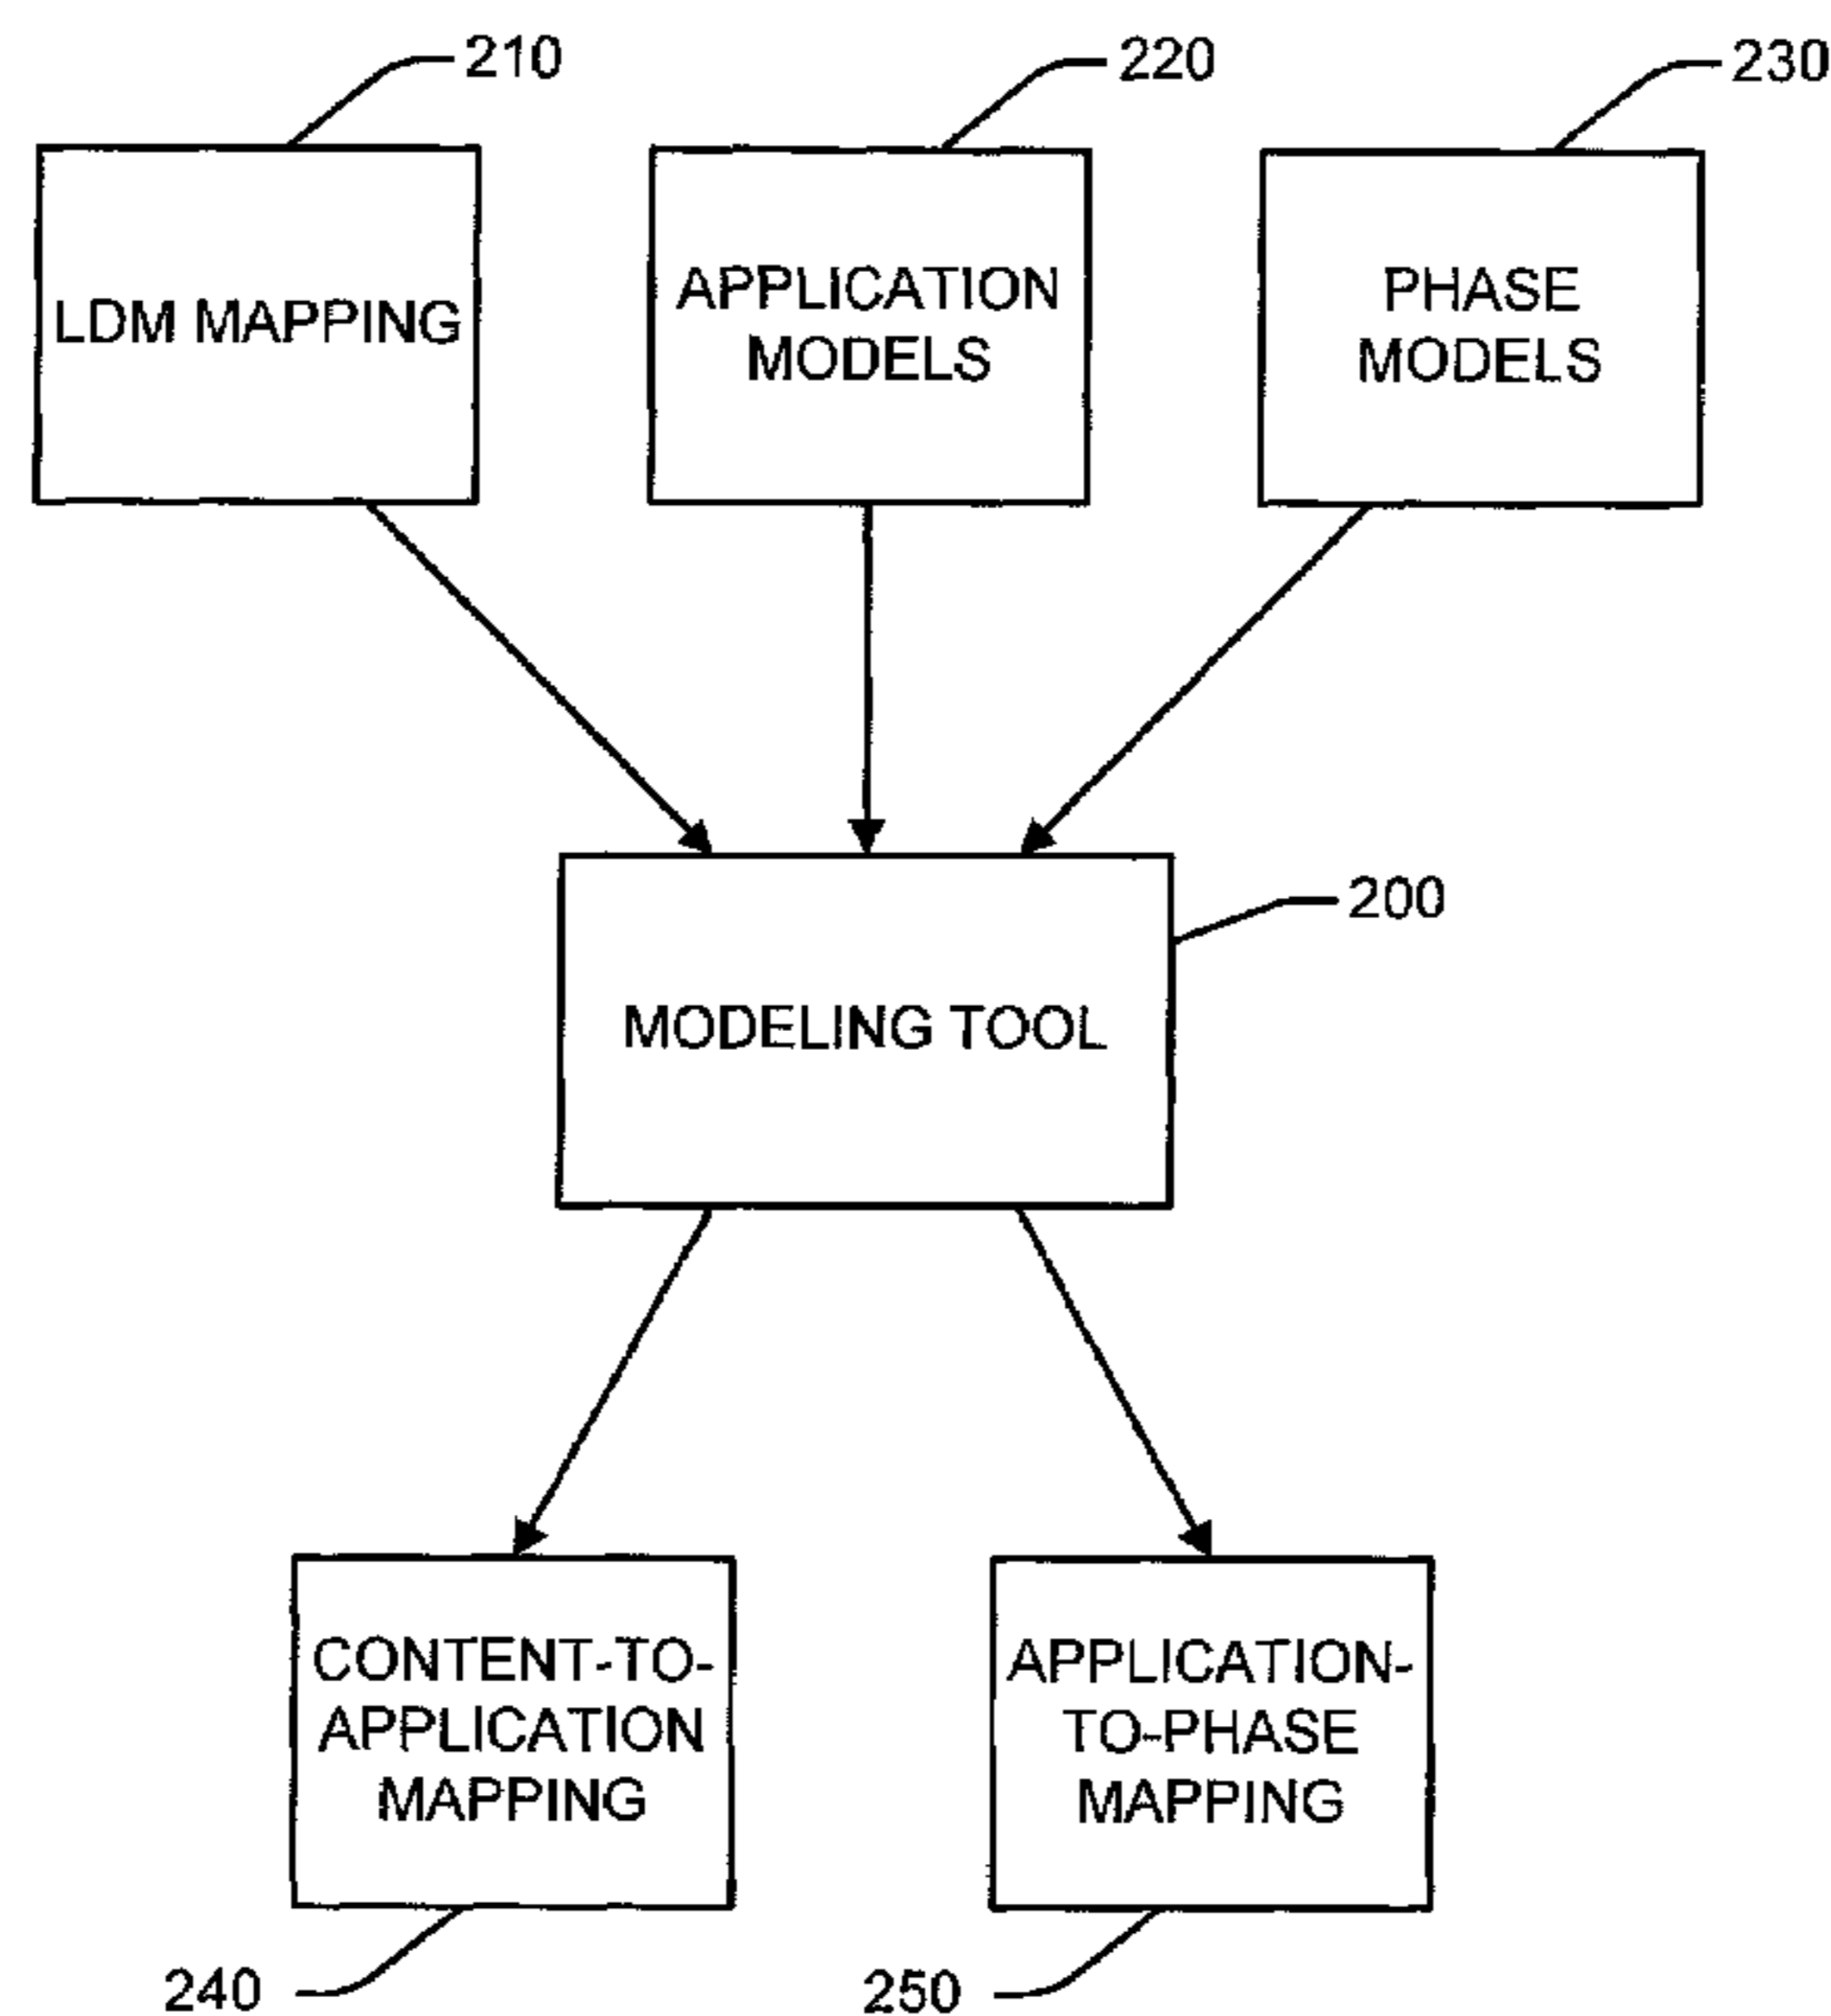 210
220
230
LDM MAPPING
APPLICATION
MODELS
PHASE
MODELS
200
MODELING TOOL
CONTENT-TO-
APPLICATION
MAPPING
APPLICATION-
TO-PHASE
MAPPING
240
250